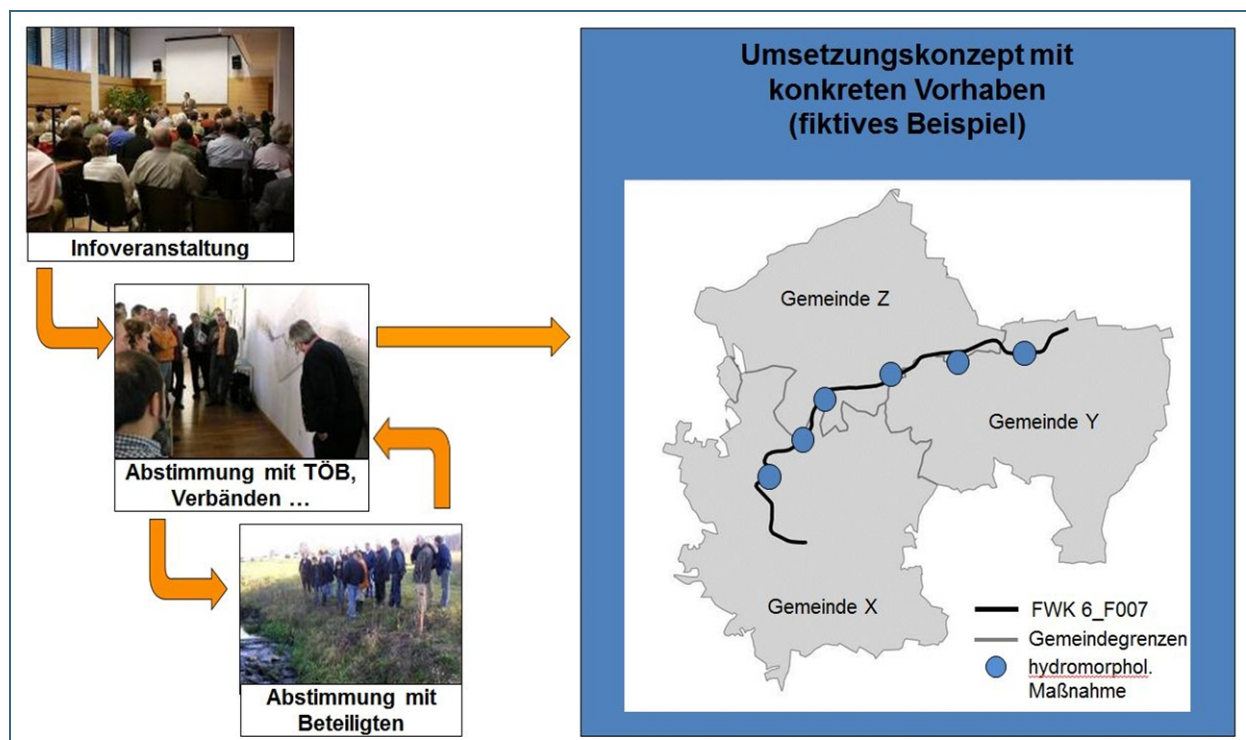 Infoveranstaltung
Abstimmung mit TÖB,
Verbänden ...
Abstimmung mit
Beteiligten
Umsetzungskonzept mit
konkreten Vorhaben
(fiktives Beispiel)
Gemeinde Z
Gemeinde Y
Gemeinde X
FWK 6_F007
Gemeindegrenzen
hydromorphol.
Maßnahme